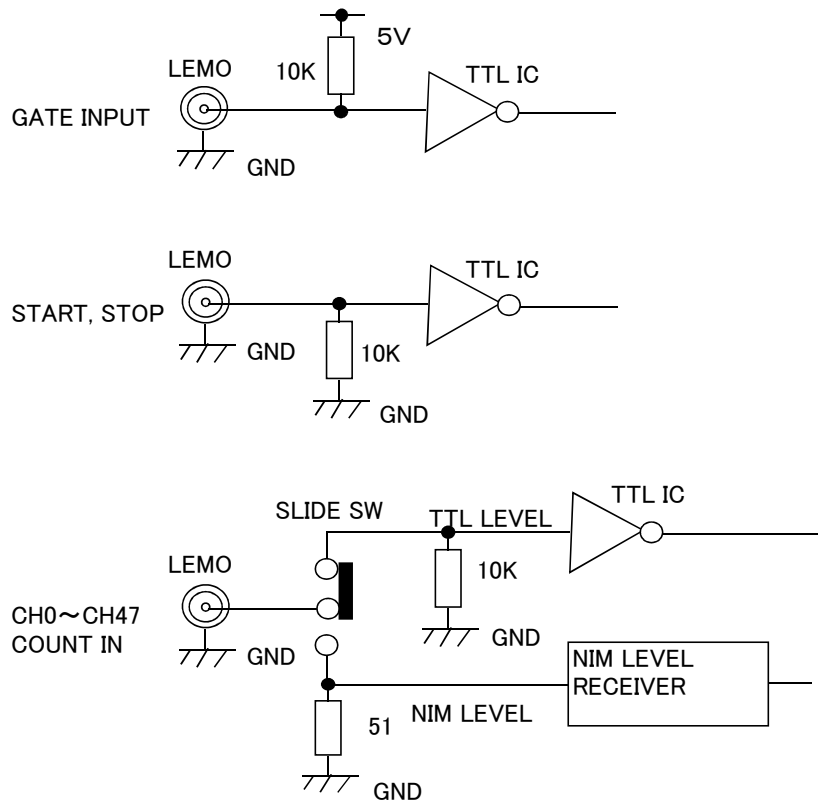 5V
LEMO
10K
TTL IC
GATE INPUT
GND
LEMO
TTL IC
START, STOP
GND
10K
GND
TTL IC
SLIDE SW
TTL LEVEL
LEMO
10K
CH0～CH47
COUNT IN
GND
GND
NIM LEVEL
RECEIVER
51
NIM LEVEL
GND